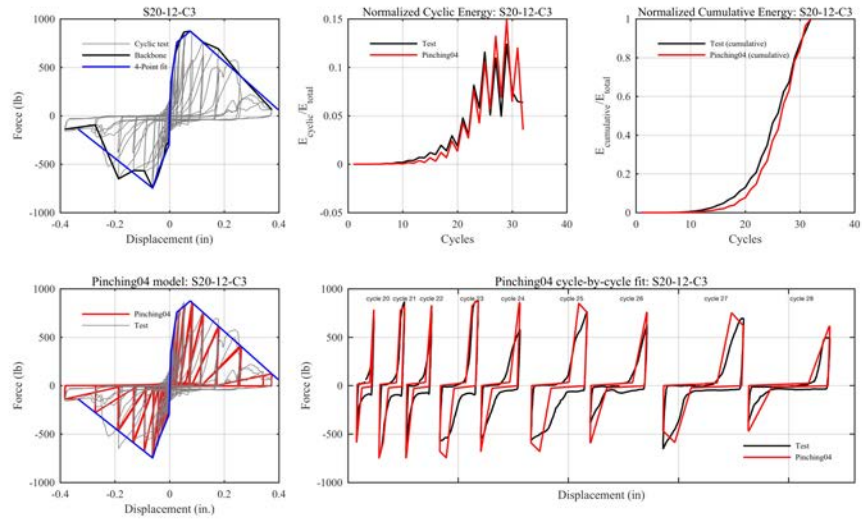 S20-12-C3
1000
500
0
-500
-1000
Force (lb)
Cyclic test
Backbone
4-Point fit
-0.4
-0.2
0
0.2
0.4
Displacement (in)
Normalized Cyclic Energy: S20-12-C3
0.15
0.1
0.05
0
-0.05
E_cyclic/E_total
Test
Pinching04
0
10
20
30
40
Cycles
Normalized Cumulative Energy: S20-12-C3
1
0.8
0.6
0.4
0.2
0
E_cumulative/E_total
Test (cumulative)
Pinching04 (cumulative)
0
10
20
30
40
Cycles
Pinching04 model: S20-12-C3
1000
500
0
-500
-1000
Force (lb)
Pinching04
Test
-0.4
-0.2
0
0.2
0.4
Displacement (in.)
Pinching04 cycle-by-cycle fit: S20-12-C3
1000
500
0
-500
-1000
Force (lb)
cycle 20
cycle 21
cycle 22
cycle 23
cycle 24
cycle 25
cycle 26
cycle 27
cycle 28
Test
Pinching04
Displacement (in)